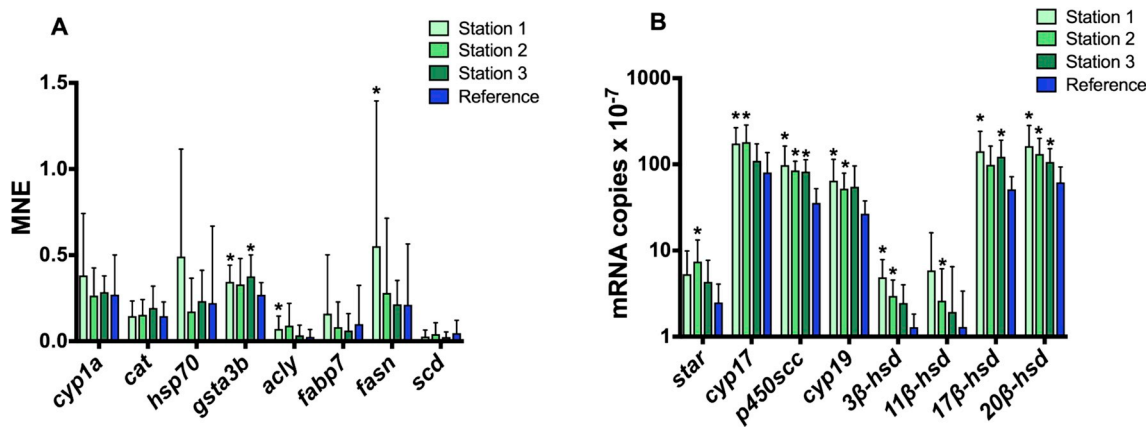 A
Station 1
Station 2
Station 3
Reference
MNE
1.5
1.0
0.5
0.0
*
*
*
*
cyp1a
cat
hsp70
gsta3b
acly
fabp7
fasn
scd
B
Station 1
Station 2
Station 3
Reference
mRNA copies x 10⁻⁷
1000
100
10
1
*
* *
* * *
* *
* *
*
* *
* * *
star
cyp17
p450scc
cyp19
3β-hsd
11β-hsd
17β-hsd
20β-hsd